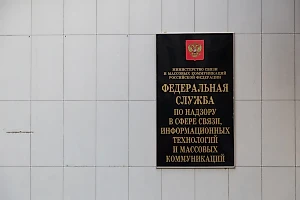 МИНИСТЕРСТВО СВЯЗИ
И МАССОВЫХ КОММУНИКАЦИЙ
РОССИЙСКОЙ ФЕДЕРАЦИИ
ФЕДЕРАЛЬНАЯ
СЛУЖБА
ПО НАДЗОРУ
В СФЕРЕ СВЯЗИ,
ИНФОРМАЦИОННЫХ
ТЕХНОЛОГИЙ
И МАССОВЫХ
КОММУНИКАЦИЙ